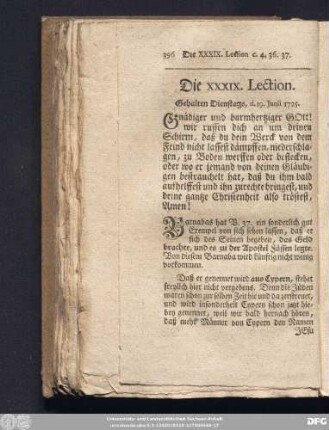 396 Die XXXIX. Lection c. 4. 36. 37.
Die XXXIX. Lection.
Gehalten Dienstags, d. 19. Junii 1725.
Gnädiger und barmhertziger GOtt!
wir ruffen dich an um deinen
Schirm, daß du dein Werck von dem
Feind nicht lassest dämpffen, niederschla-
gen, zu Boden werffen oder beflecken,
oder wo er jemand von deinen Gläubi-
gen bestrauchelt hat, daß du ihm bald
aufhelffest und ihn zurechte bringest, und
deine gantze Christenheit also tröstest,
Amen!
Barnabas hat V. 37. ein sonderlich gut
Exempel von sich sehen lassen, daß er
sich des Seinen begeben, das Geld
brachte, und es zu der Apostel Füssen legte.
Von diesem Barnaba wird künftig nicht wenig
vorkommen.
Daß er genennet wird aus Cypern, stehet
freylich hier nicht vergebens. Denn die Jüden
waren schon zur selben Zeit hie und da zerstreuet,
und wird insonderheit Cypern schon jetzt hie-
bey genennet, weil wir bald hernach hören,
daß mehr Männer von Cypern den Namen
JEsu